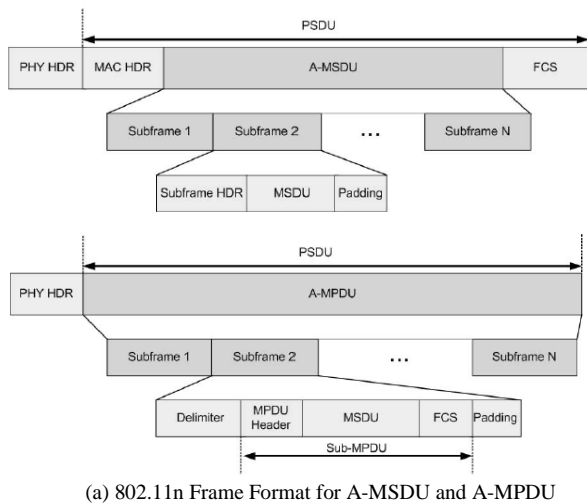 PSDU
PHY HDR MAC HDR A-MSDU FCS
Subframe 1 Subframe 2 ... Subframe N
Subframe HDR MSDU Padding
PSDU
PHY HDR A-MPDU
Subframe 1 Subframe 2 ... Subframe N
Delimiter MPDU Header MSDU FCS Padding
Sub-MPDU
(a) 802.11n Frame Format for A-MSDU and A-MPDU